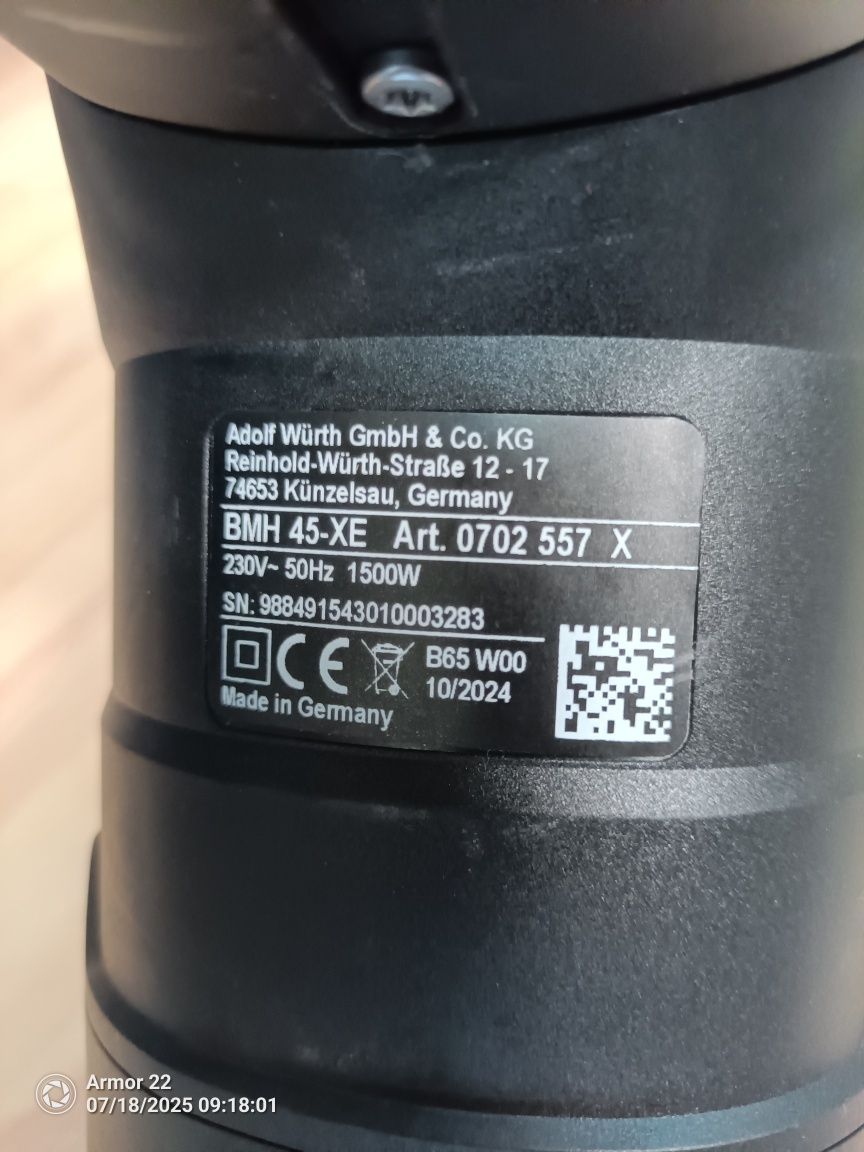 Adolf Würth GmbH & Co. KG
Reinhold-Würth-Straße 12 - 17
74653 Künzelsau, Germany
BMH 45-XE Art. 0702 557 X
230V~ 50Hz 1500W
SN: 988491543010003283
CE B65 W00
10/2024
Made in Germany
Armor 22
07/18/2025 09:18:01